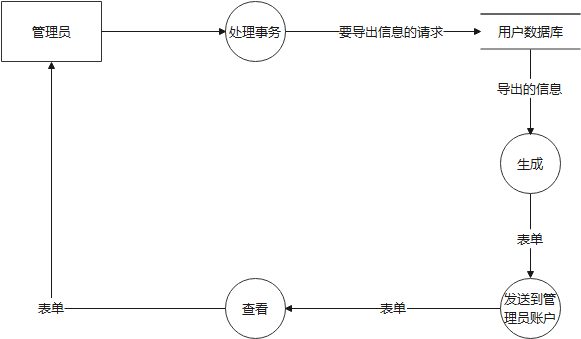 管理员
处理事务
要导出信息的请求
用户数据库
导出的信息
生成
表单
发送到管
理员账户
表单
查看
表单